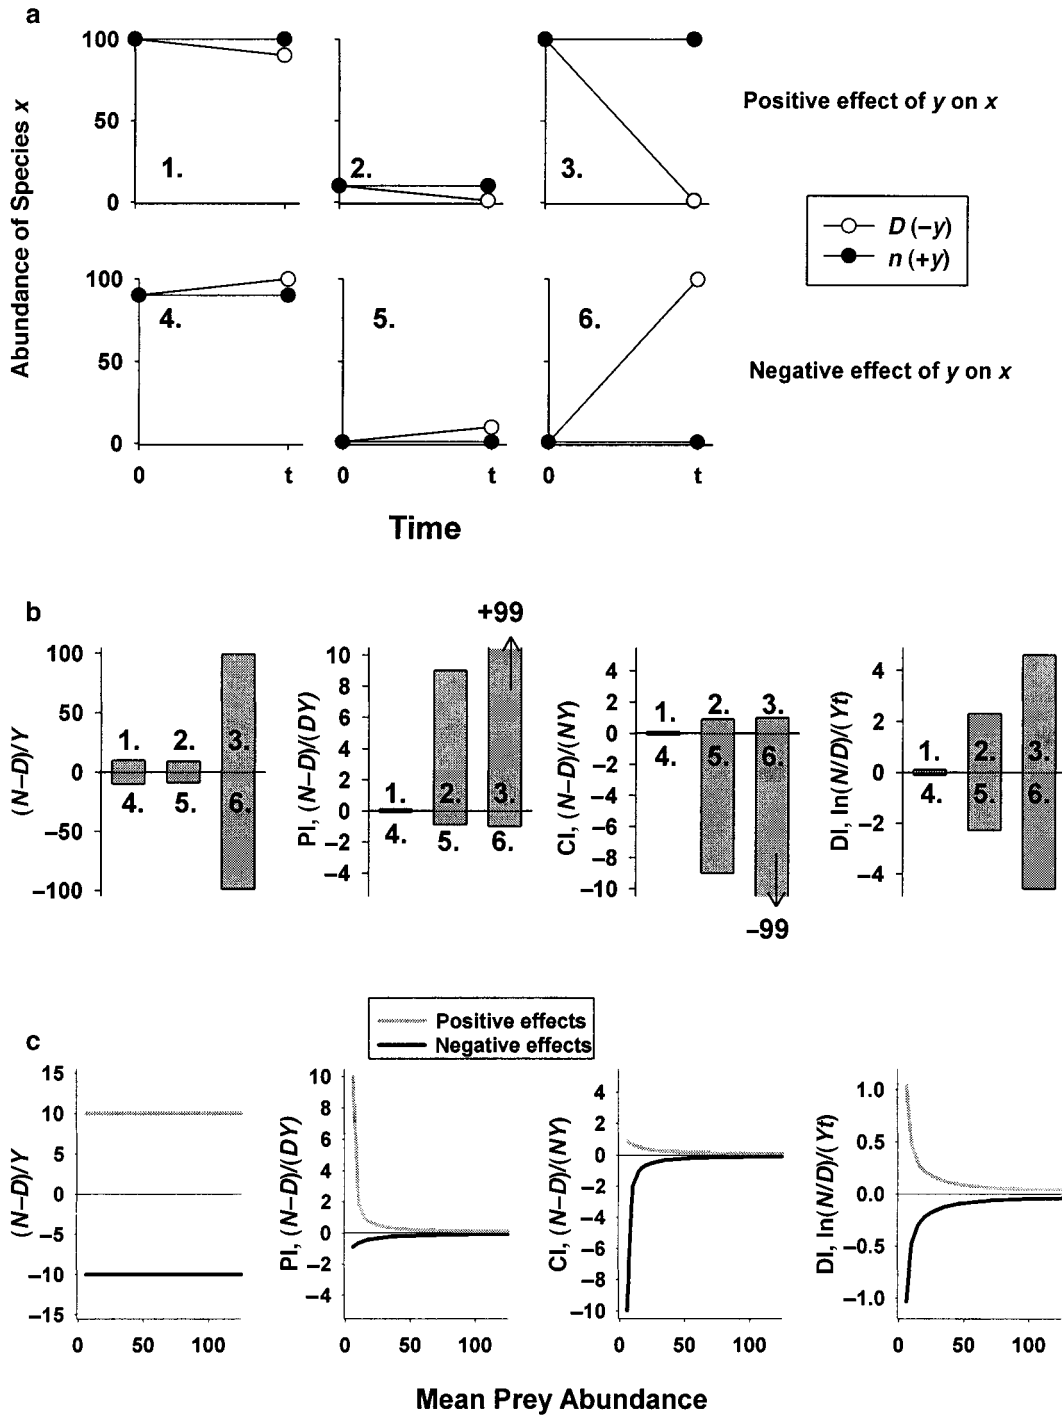 a
Abundance of Species x
100
50
0
1.
2.
3.
Positive effect of y on x
D (–y)
n (+y)
100
50
0
4.
5.
6.
Negative effect of y on x
0 t
0 t
0 t
Time
b
(N–D)/Y
100
50
0
–50
–100
1. 2. 3.
4. 5. 6.
+99
PI, (N–D)/(DY)
10
8
6
4
2
0
–2
–4
1. 2. 3.
4. 5. 6.
CI, (N–D)/(NY)
4
2
0
–2
–4
–6
–8
–10
1. 2. 3.
4. 5. 6.
–99
DI, ln(N/D)/(Yt)
4
2
0
–2
–4
1. 2. 3.
4. 5. 6.
Positive effects
Negative effects
c
(N–D)/Y
15
10
5
0
–5
–10
–15
0 50 100
PI, (N–D)/(DY)
10
8
6
4
2
0
–2
–4
0 50 100
CI, (N–D)/(NY)
4
2
0
–2
–4
–6
–8
–10
0 50 100
DI, ln(N/D)/(Yt)
1.0
0.5
0.0
–0.5
–1.0
0 50 100
Mean Prey Abundance